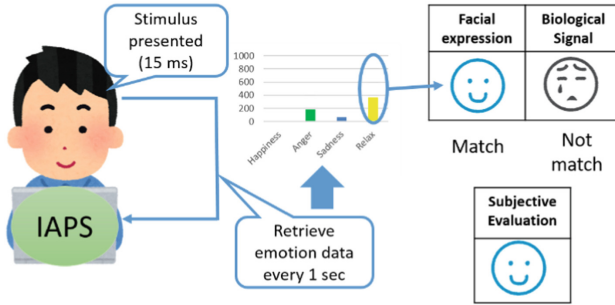 Stimulus
presented
(15 ms)
IAPS
1000
800
600
400
200
0
Happiness
Anger
Sadness
Relax
Retrieve
emotion data
every 1 sec
Facial
expression
Biological
Signal
Match
Not
match
Subjective
Evaluation